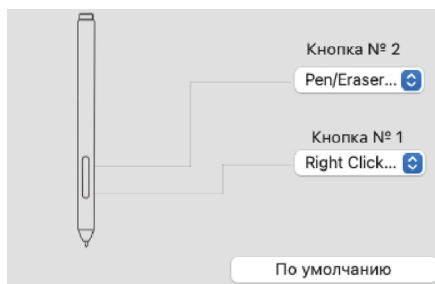 Кнопка № 2
Pen/Eraser...
Кнопка № 1
Right Click...
По умолчанию